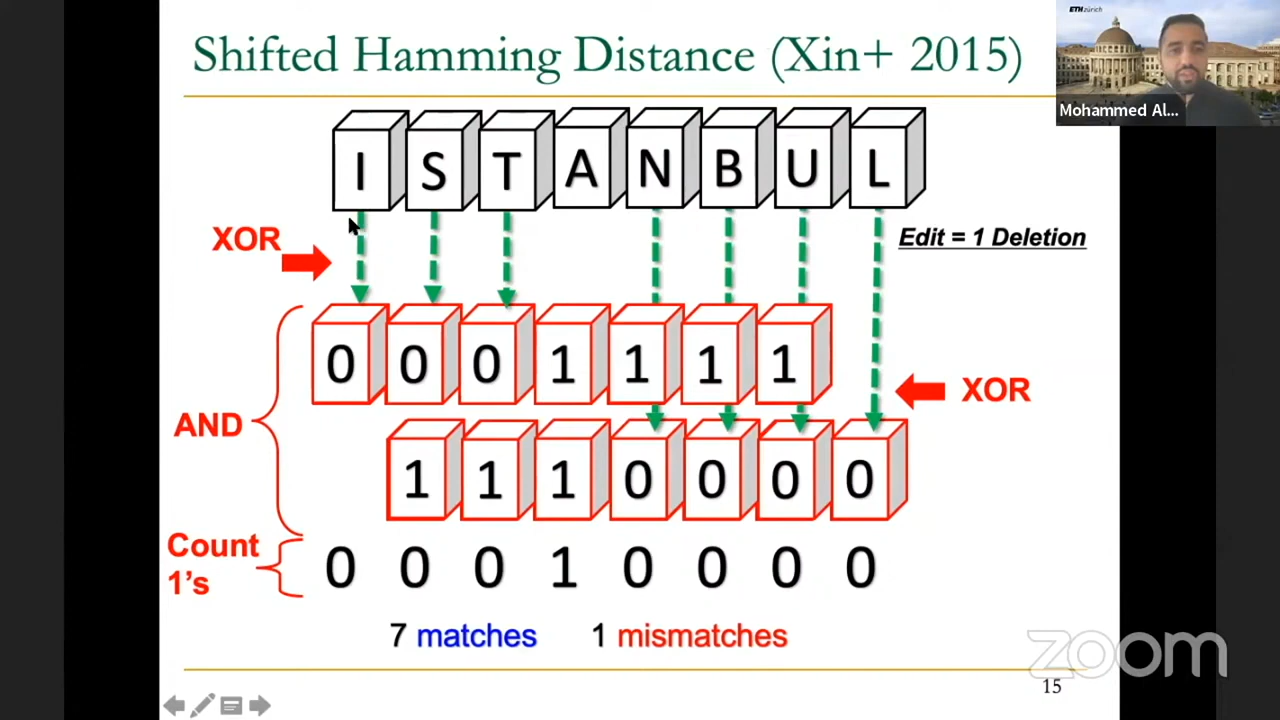 Shifted Hamming Distance (Xin+ 2015)
ETH zürich
Mohammed Al...
I S T A N B U L
XOR
Edit = 1 Deletion
0 0 0 1 1 1 1
XOR
AND
1 1 1 0 0 0 0
Count
1's
0 0 0 1 0 0 0 0
7 matches 1 mismatches
zoom
15